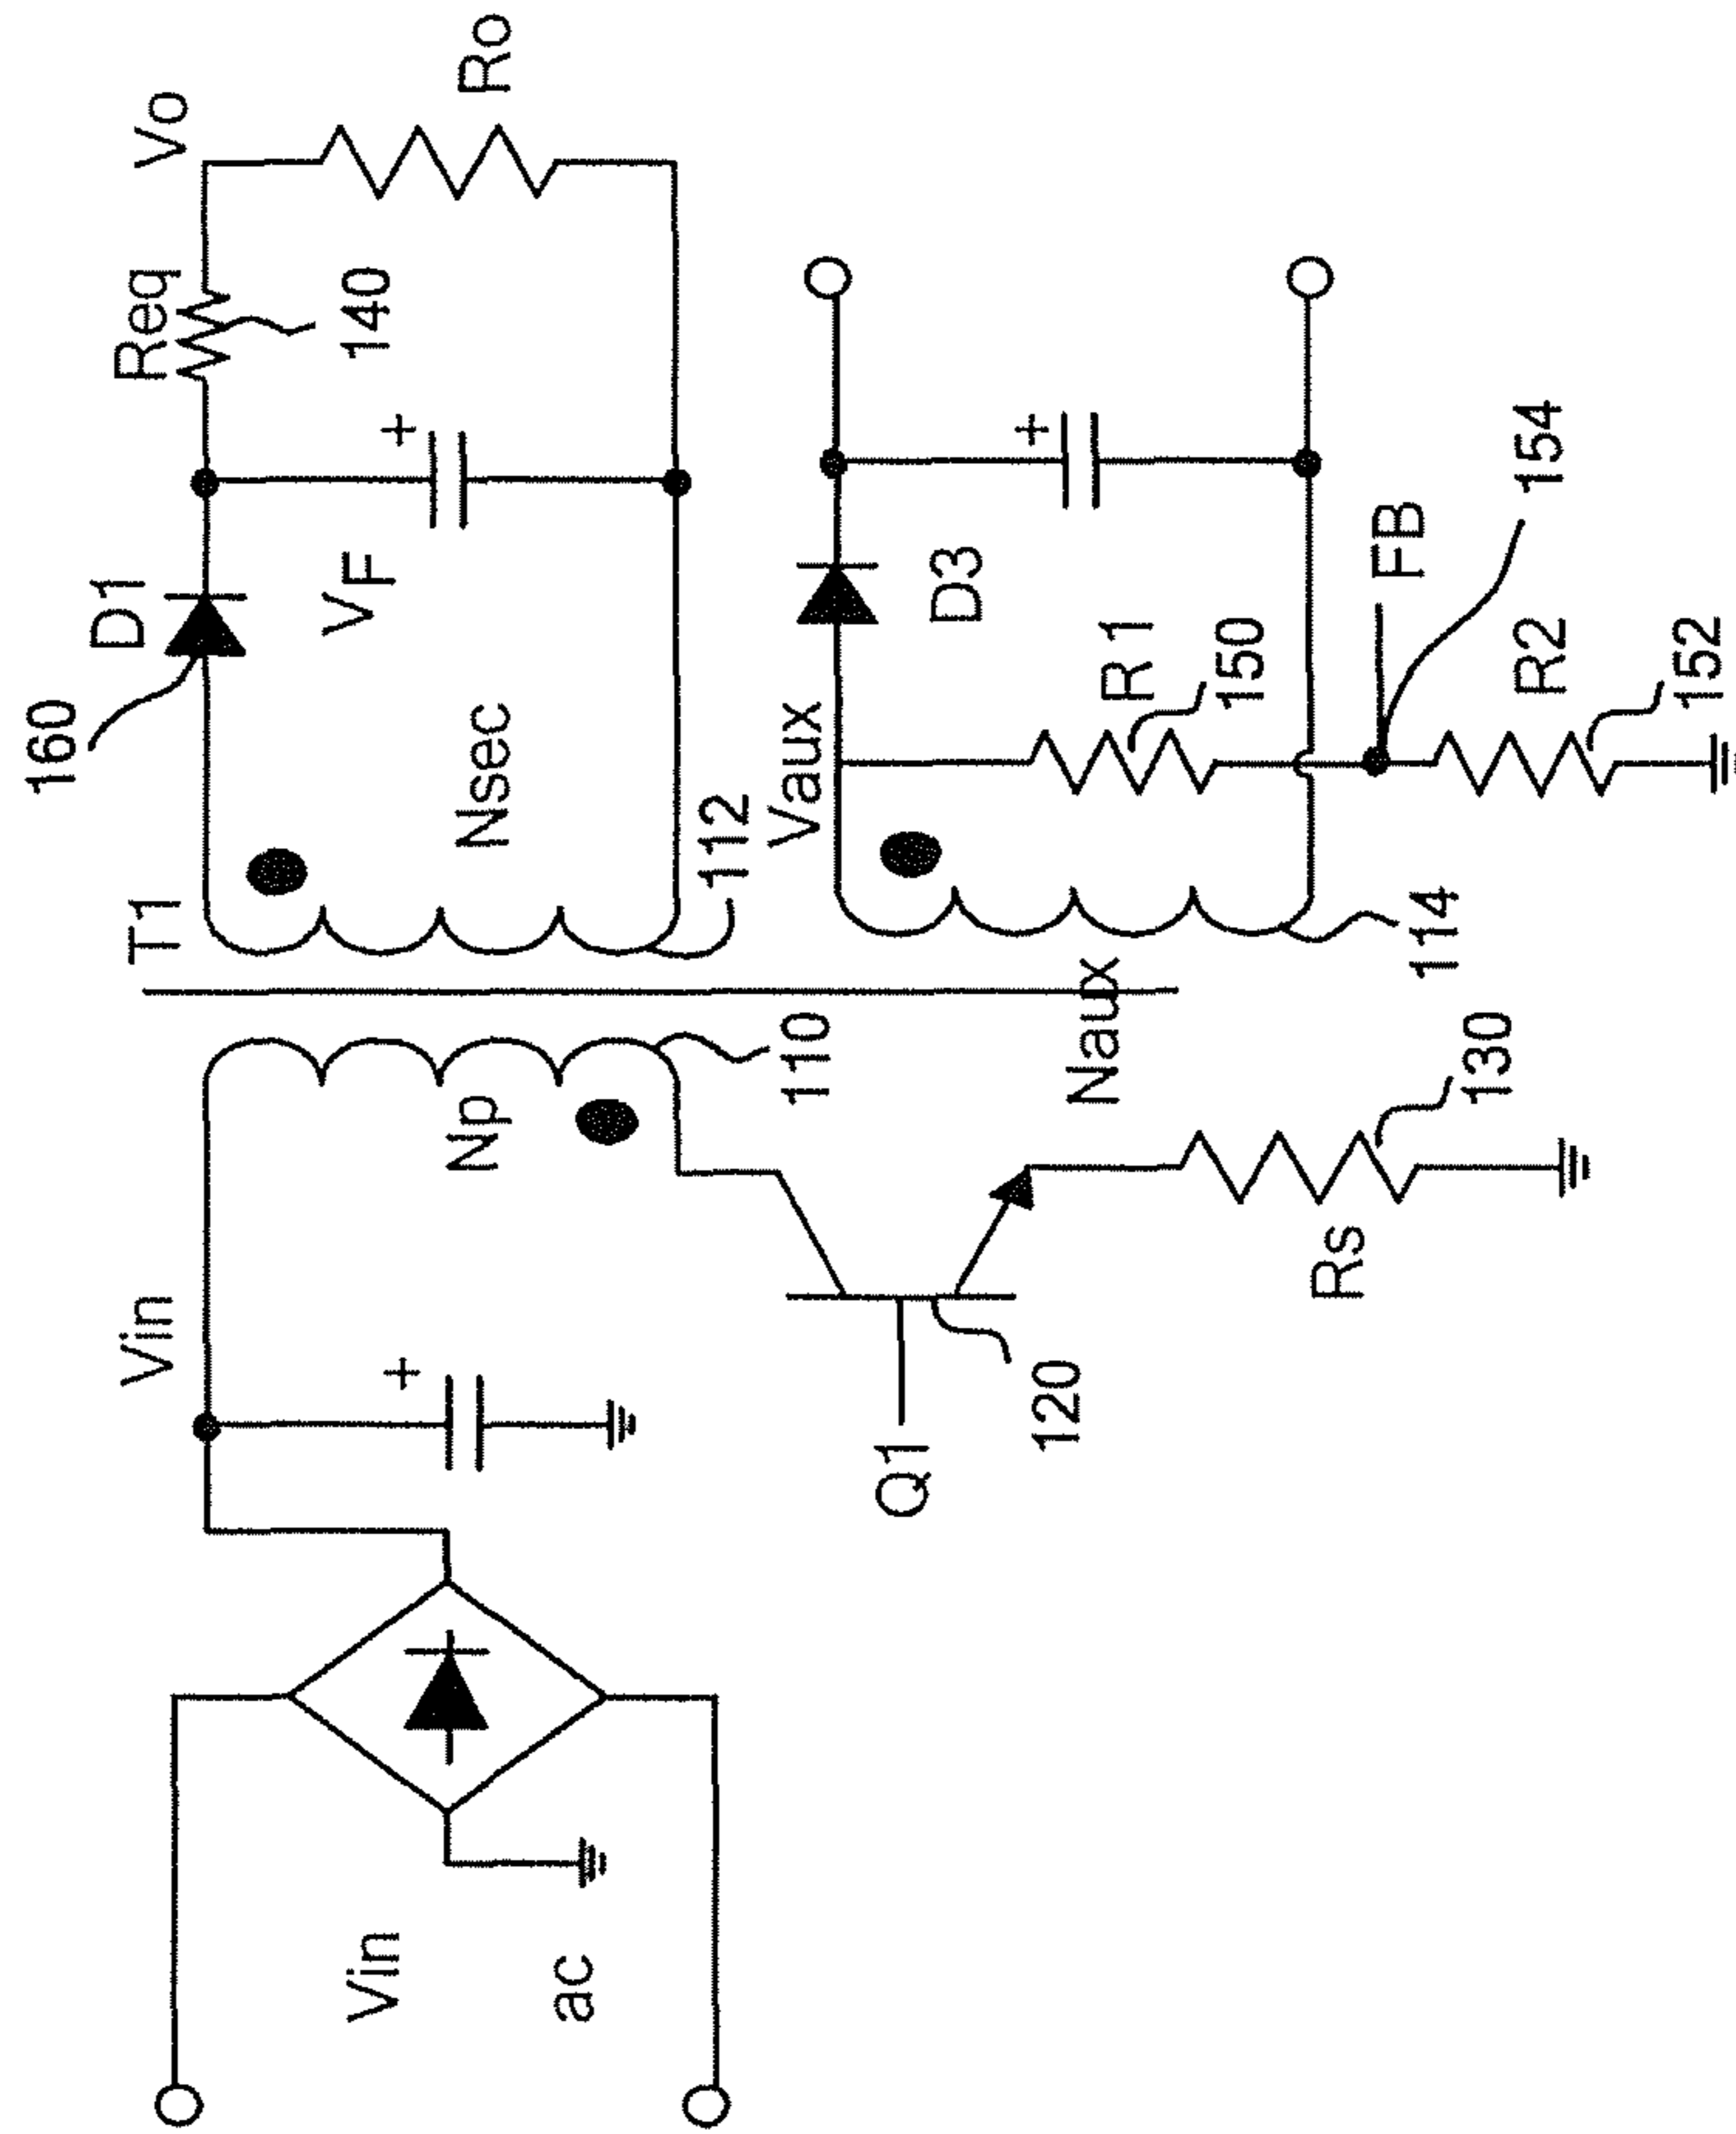 160
D1
Vin
T1
Req
Vo
140
VF
Vin
ac
Np
Nsec
Ro
112
110
Vaux
Q1
D3
120
Naux
R1
150
Rs
FB
114
130
154
R2
152